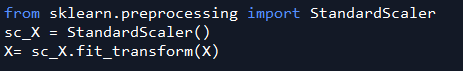 from sklearn.preprocessing import StandardScaler
sc_X = StandardScaler()
X= sc_X.fit_transform(X)